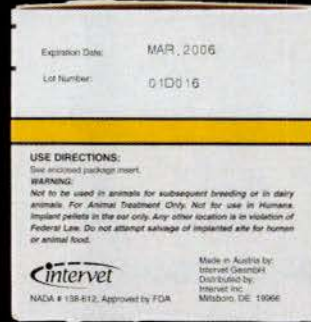 Expiration Date: MAR, 2006
Lot Number: 01D016
USE DIRECTIONS:
See enclosed package insert.
WARNING:
Not to be used in animals for subsequent breeding or in dairy
animals. For Animal Treatment Only. Not for use in Humans.
Implant pellets in the ear only. Any other location is in violation of
Federal Law. Do not attempt salvage of implanted site for human
or animal food.
intervet
NADA # 138-612, Approved by FDA
Made in Austria by:
Intervet GesmbH
Distributed by:
Intervet Inc
Millsboro, DE 19966